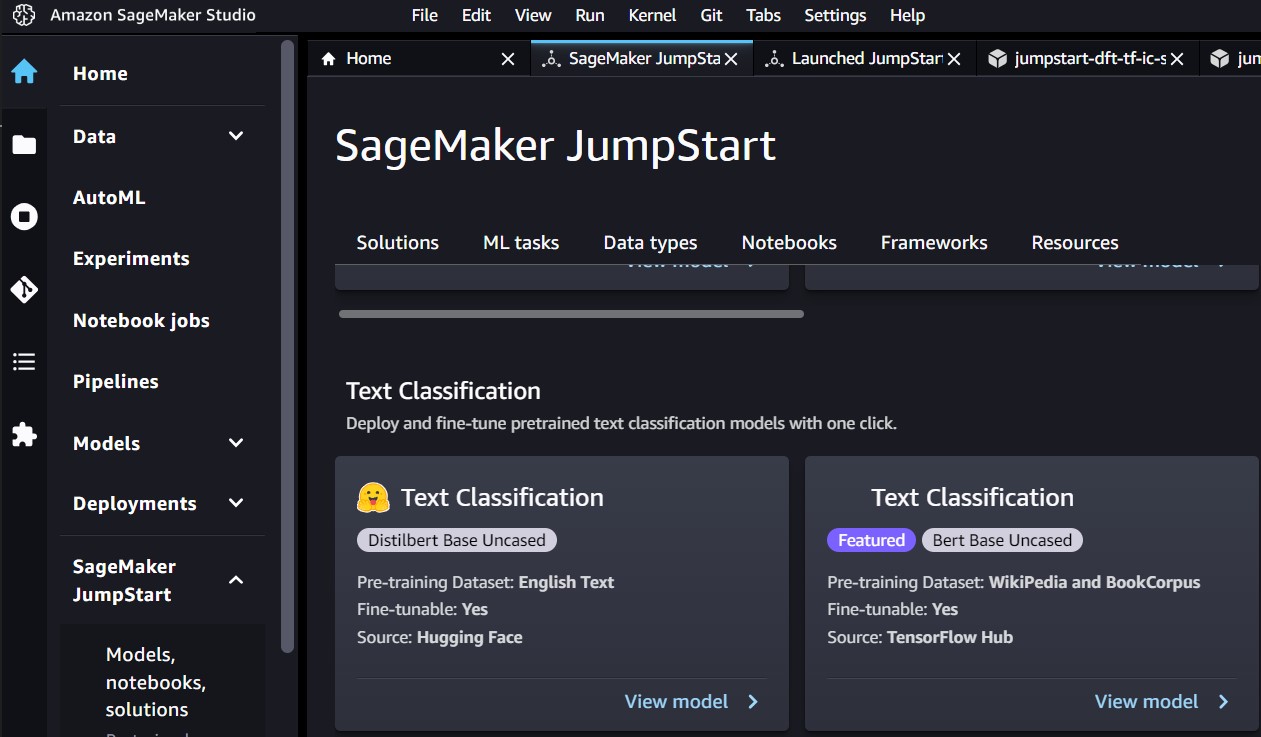 Amazon SageMaker Studio
File Edit View Run Kernel Git Tabs Settings Help
Home
SageMaker JumpSta
Launched JumpStar
jumpstart-dft-tf-ic-s
jum
Home
Data
AutoML
Experiments
Notebook jobs
Pipelines
Models
Deployments
SageMaker
JumpStart
Models,
notebooks,
solutions
SageMaker JumpStart
Solutions ML tasks Data types Notebooks Frameworks Resources
View model
View model
Text Classification
Deploy and fine-tune pretrained text classification models with one click.
Text Classification
Distilbert Base Uncased
Pre-training Dataset: English Text
Fine-tunable: Yes
Source: Hugging Face
View model
Text Classification
Featured Bert Base Uncased
Pre-training Dataset: WikiPedia and BookCorpus
Fine-tunable: Yes
Source: TensorFlow Hub
View model